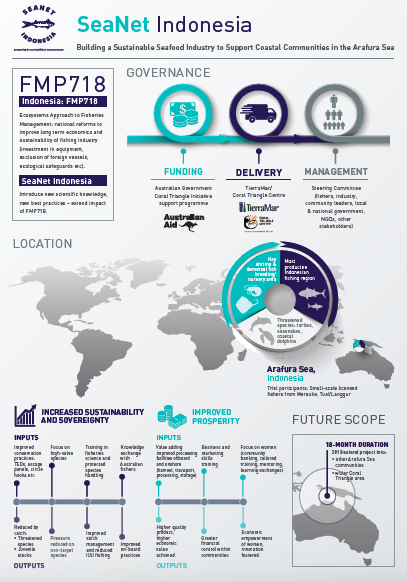 SEANET
INDONESIA
SeaNet Indonesia
Building a Sustainable Seafood Industry to Support Coastal Communities in the Arafura Sea
FMP718
Indonesia: FMP718
Ecosystems Approach to Fisheries
Management: national reforms to
improve long term economics and
sustainability of fishing industry
(investment in equipment,
exclusion of foreign vessels,
ecological safeguards etc).
SeaNet Indonesia
Introduce new scientific knowledge,
new best practices – extend impact
of FMP718.
GOVERNANCE
FUNDING
Australian Government
Coral Triangle Initiative
support programme
Australian
Aid
DELIVERY
TierraMar/
Coral Triangle Centre
TierraMar
CORAL
TRIANGLE
CENTER
MANAGEMENT
Steering Committee
(fishers, industry,
community leaders, local
& national government,
NGOs, other
stakeholders)
LOCATION
Key
shrimp &
demersal fish
breeding/
nursery area
Most
productive
Indonesian
fishing region
Threatened
species: turtles,
seasnakes,
coastal
dolphins
Arafura Sea,
Indonesia
Trial participants: Small-scale licensed
fishers from Merauke, Tual/Langgur
INCREASED SUSTAINABILITY
AND SOVEREIGNTY
INPUTS
Improved
conservation
practices:
TEDs, escape
panels, circle
hooks etc
Focus on
high-value
species
Training in
fisheries
science and
protected
species
handling
Knowledge
exchange
with
Australian
fishers
Reduced by
catch:
• Threatened
species
• Juvenile
stocks
Pressure
reduced on
non-target
species
Improved
stock
management
and reduced
IUU fishing
Improved
on-board
practices
OUTPUTS
IMPROVED
PROSPERITY
INPUTS
Value adding
improved processing
facilities onboard
and onshore
(harvest, transport,
processing, storage)
Business and
marketing
skills
training
Focus on women
(community
banking, tailored
training, mentoring,
learning exchanges)
Higher quality
product,
higher
economic
value
achieved
Greater
financial
control within
communities
Economic
empowerment
of women,
innovation
fostered
OUTPUTS
FUTURE SCOPE
18-MONTH DURATION
communities
Triangle area